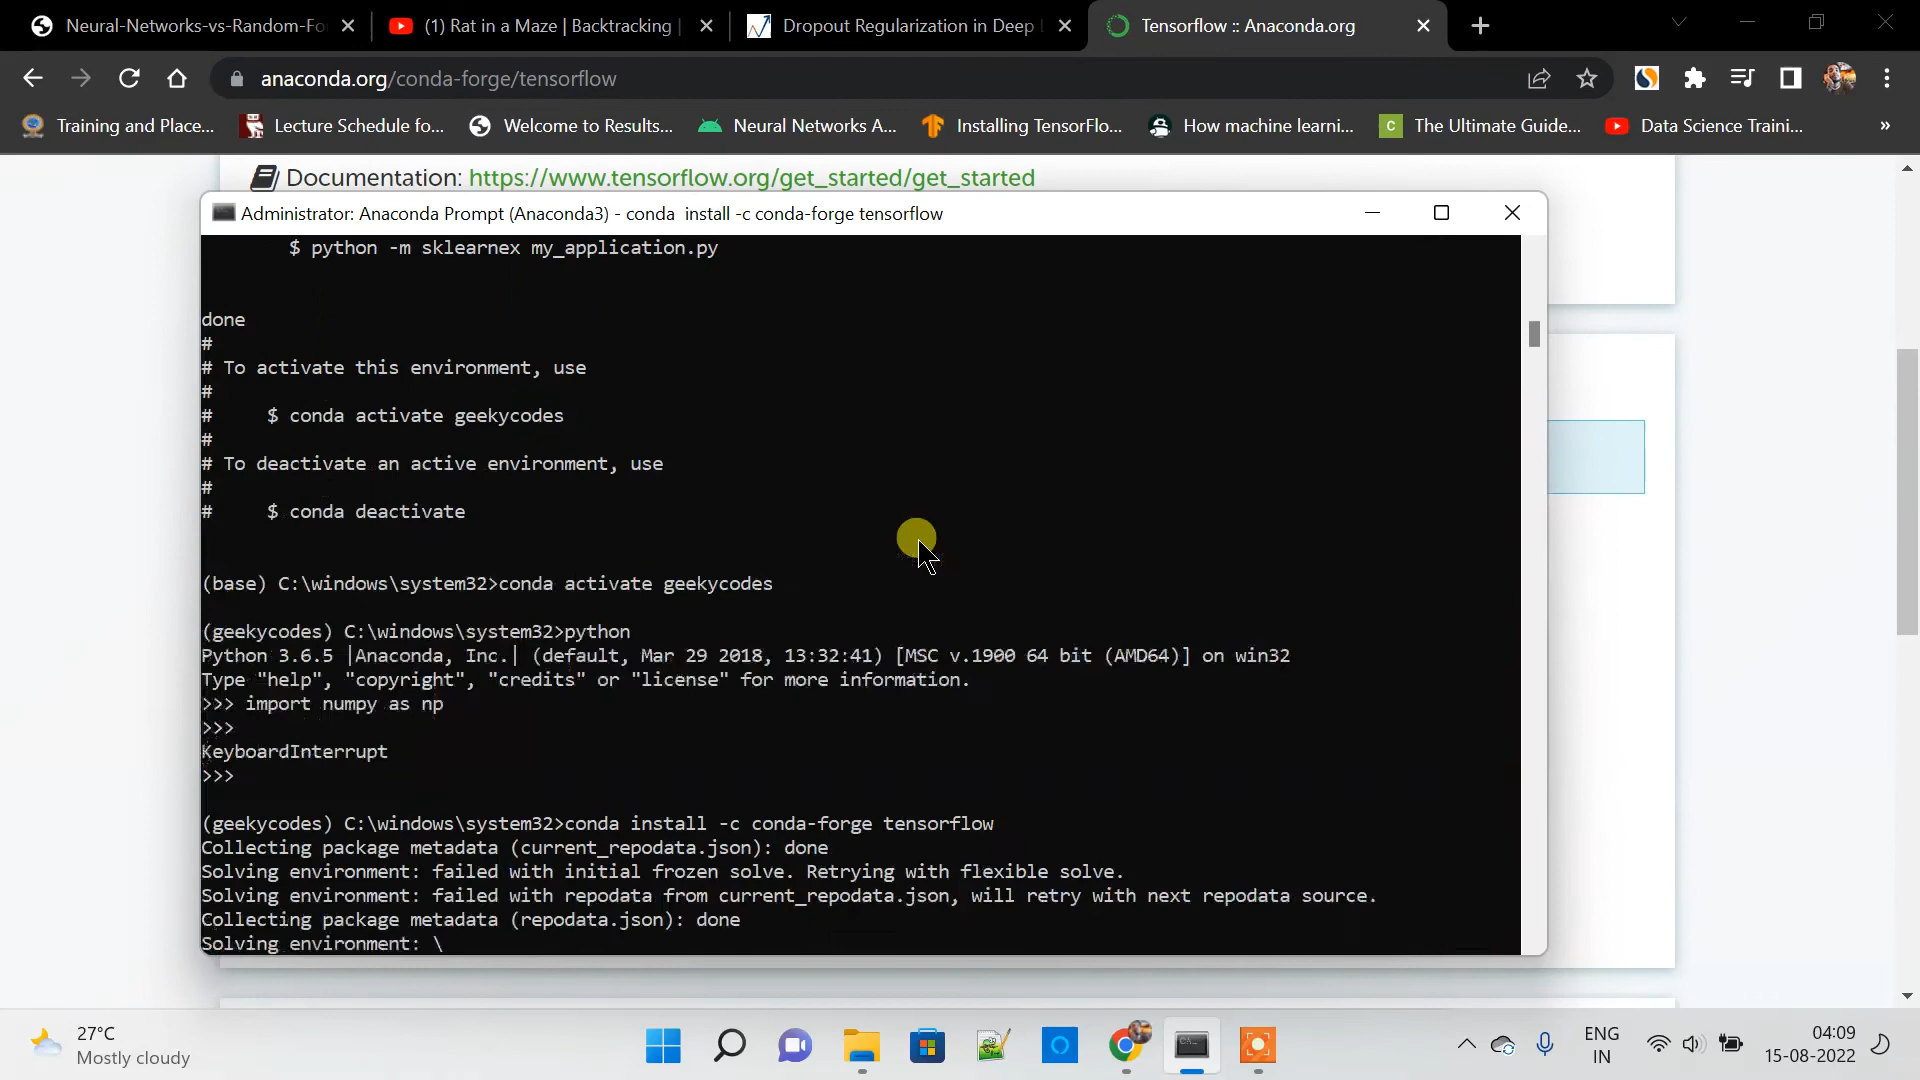 Neural-Networks-vs-Random-Fo
(1) Rat in a Maze | Backtracking |
Dropout Regularization in Deep
Tensorflow :: Anaconda.org
anaconda.org/conda-forge/tensorflow
Training and Place...
Lecture Schedule fo...
Welcome to Results...
Neural Networks A...
Installing TensorFlo...
How machine learni...
C
The Ultimate Guide...
Data Science Traini...
»
Documentation: https://www.tensorflow.org/get_started/get_started
Administrator: Anaconda Prompt (Anaconda3) - conda  install -c conda-forge tensorflow
$ python -m sklearnex my_application.py
done
#
# To activate this environment, use
#
#     $ conda activate geekycodes
#
# To deactivate an active environment, use
#
#     $ conda deactivate
(base) C:\windows\system32>conda activate geekycodes
(geekycodes) C:\windows\system32>python
Python 3.6.5 |Anaconda, Inc.| (default, Mar 29 2018, 13:32:41) [MSC v.1900 64 bit (AMD64)] on win32
Type "help", "copyright", "credits" or "license" for more information.
>>> import numpy as np
>>>
KeyboardInterrupt
>>>
(geekycodes) C:\windows\system32>conda install -c conda-forge tensorflow
Collecting package metadata (current_repodata.json): done
Solving environment: failed with initial frozen solve. Retrying with flexible solve.
Solving environment: failed with repodata from current_repodata.json, will retry with next repodata source.
Collecting package metadata (repodata.json): done
Solving environment: \
27°C
Mostly cloudy
ENG
IN
04:09
15-08-2022